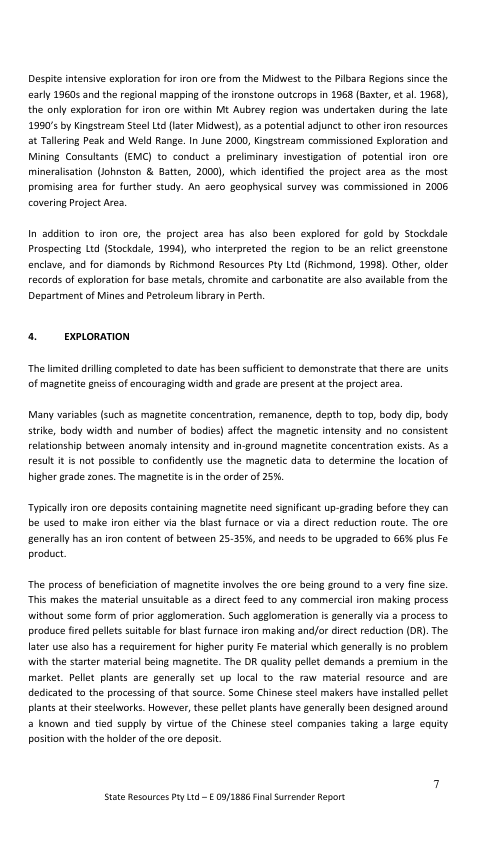 Despite intensive exploration for iron ore from the Midwest to the Pilbara Regions since the
early 1960s and the regional mapping of the ironstone outcrops in 1968 (Baxter, et al. 1968),
the only exploration for iron ore within Mt Aubrey region was undertaken during the late
1990's by Kingstream Steel Ltd (later Midwest), as a potential adjunct to other iron resources
at Tallering Peak and Weld Range. In June 2000, Kingstream commissioned Exploration and
Mining Consultants (EMC) to conduct a preliminary investigation of potential iron ore
mineralisation (Johnston & Batten, 2000), which identified the project area as the most
promising area for further study. An aero geophysical survey was commissioned in 2006
covering Project Area.
In addition to iron ore, the project area has also been explored for gold by Stockdale
Prospecting Ltd (Stockdale, 1994), who interpreted the region to be an relict greenstone
enclave, and for diamonds by Richmond Resources Pty Ltd (Richmond, 1998). Other, older
records of exploration for base metals, chromite and carbonatite are also available from the
Department of Mines and Petroleum library in Perth.
4. EXPLORATION
The limited drilling completed to date has been sufficient to demonstrate that there are units
of magnetite gneiss of encouraging width and grade are present at the project area.
Many variables (such as magnetite concentration, remanence, depth to top, body dip, body
strike, body width and number of bodies) affect the magnetic intensity and no consistent
relationship between anomaly intensity and in-ground magnetite concentration exists. As a
result it is not possible to confidently use the magnetic data to determine the location of
higher grade zones. The magnetite is in the order of 25%.
Typically iron ore deposits containing magnetite need significant up-grading before they can
be used to make iron either via the blast furnace or via a direct reduction route. The ore
generally has an iron content of between 25-35%, and needs to be upgraded to 66% plus Fe
product.
The process of beneficiation of magnetite involves the ore being ground to a very fine size.
This makes the material unsuitable as a direct feed to any commercial iron making process
without some form of prior agglomeration. Such agglomeration is generally via a process to
produce fired pellets suitable for blast furnace iron making and/or direct reduction (DR). The
later use also has a requirement for higher purity Fe material which generally is no problem
with the starter material being magnetite. The DR quality pellet demands a premium in the
market. Pellet plants are generally set up local to the raw material resource and are
dedicated to the processing of that source. Some Chinese steel makers have installed pellet
plants at their steelworks. However, these pellet plants have generally been designed around
a known and tied supply by virtue of the Chinese steel companies taking a large equity
position with the holder of the ore deposit.
7
State Resources Pty Ltd – E 09/1886 Final Surrender Report